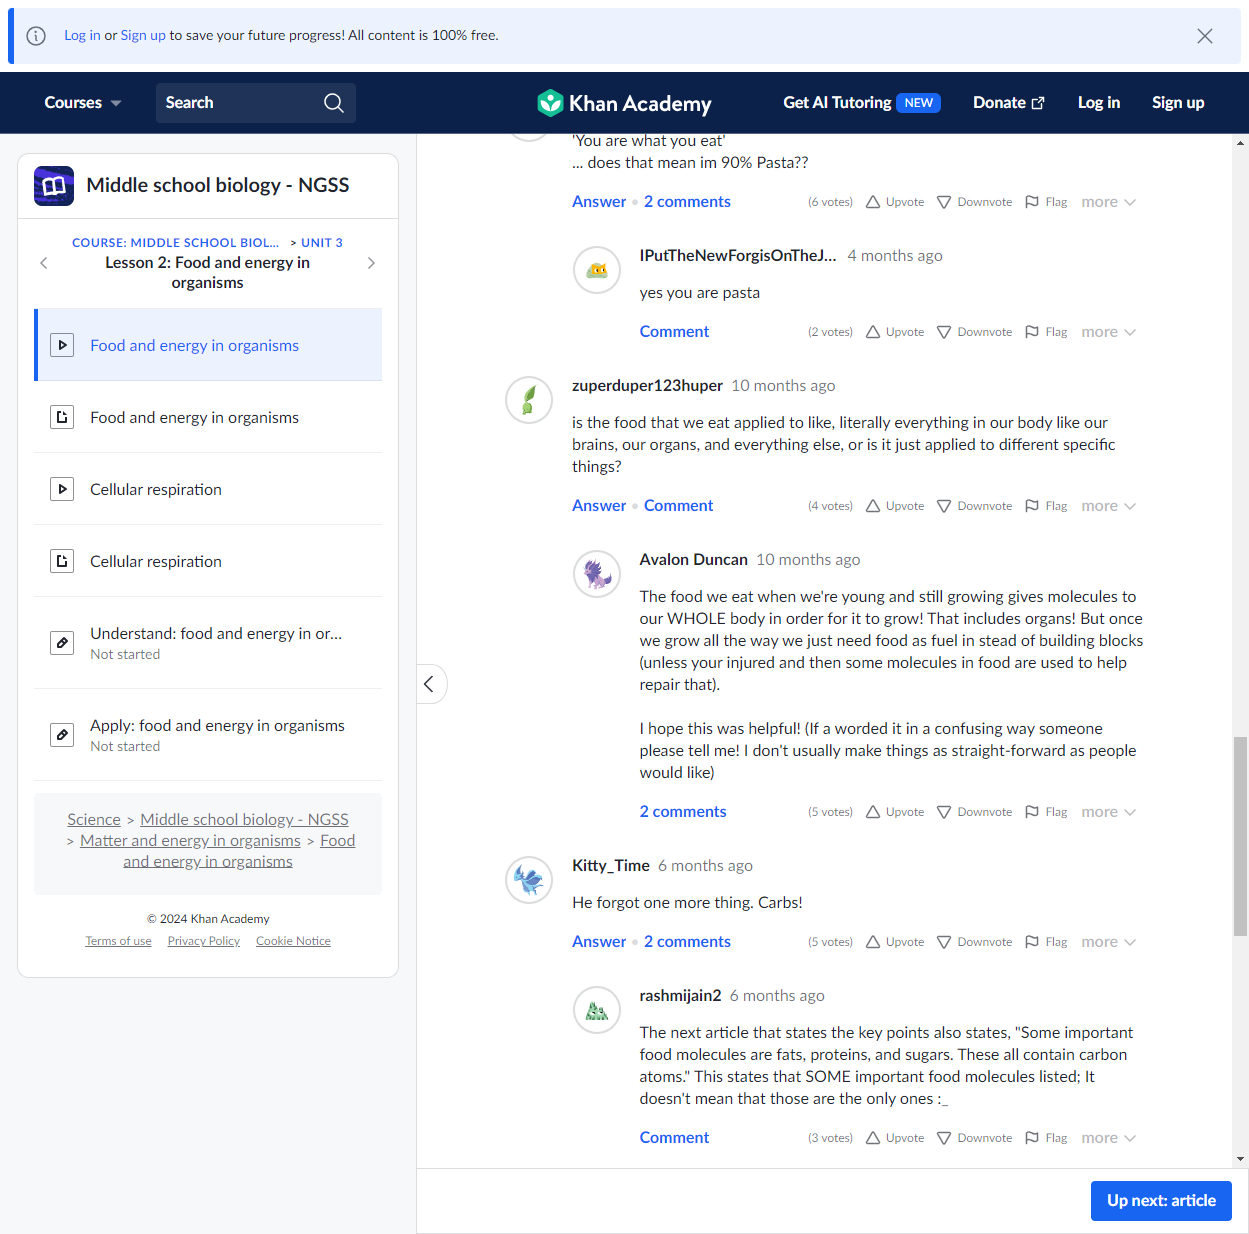 Log in or Sign up to save your future progress! All content is 100% free.
Courses
Search
Khan Academy
Get AI Tutoring NEW
Donate
Log in
Sign up
Middle school biology - NGSS
COURSE: MIDDLE SCHOOL BIOL... > UNIT 3
Lesson 2: Food and energy in
organisms
Food and energy in organisms
Food and energy in organisms
Cellular respiration
Cellular respiration
Understand: food and energy in or...
Not started
Apply: food and energy in organisms
Not started
Science > Middle school biology - NGSS
> Matter and energy in organisms > Food
and energy in organisms
© 2024 Khan Academy
Terms of use Privacy Policy Cookie Notice
'You are what you eat'
... does that mean im 90% Pasta??
Answer • 2 comments (6 votes) Upvote Downvote Flag more
IPutTheNewForgisOnTheJ... 4 months ago
yes you are pasta
Comment (2 votes) Upvote Downvote Flag more
zuperduper123huper 10 months ago
is the food that we eat applied to like, literally everything in our body like our
brains, our organs, and everything else, or is it just applied to different specific
things?
Answer • Comment (4 votes) Upvote Downvote Flag more
Avalon Duncan 10 months ago
The food we eat when we're young and still growing gives molecules to
our WHOLE body in order for it to grow! That includes organs! But once
we grow all the way we just need food as fuel in stead of building blocks
(unless your injured and then some molecules in food are used to help
repair that).
I hope this was helpful! (If a worded it in a confusing way someone
please tell me! I don't usually make things as straight-forward as people
would like)
2 comments (5 votes) Upvote Downvote Flag more
Kitty_Time 6 months ago
He forgot one more thing. Carbs!
Answer • 2 comments (5 votes) Upvote Downvote Flag more
rashmijain2 6 months ago
The next article that states the key points also states, "Some important
food molecules are fats, proteins, and sugars. These all contain carbon
atoms." This states that SOME important food molecules listed; It
doesn't mean that those are the only ones :_
Comment (3 votes) Upvote Downvote Flag more
Up next: article